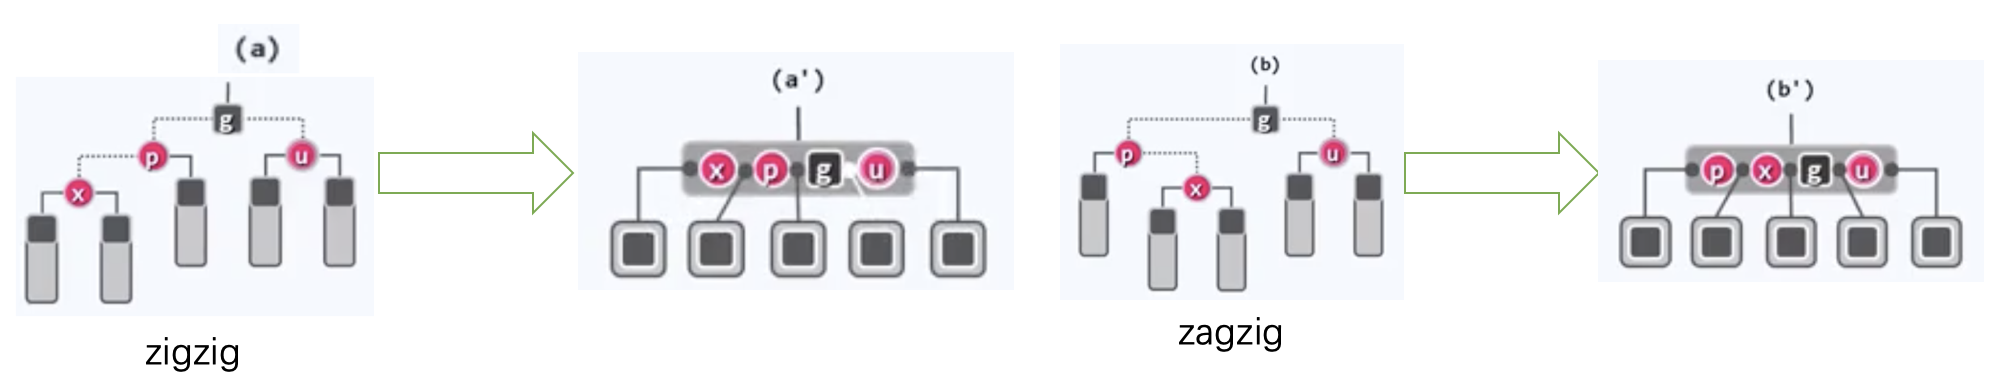 (a)
g
p
u
x
zigzig
(a')
x p g u
(b)
g
p
u
x
zagzig
(b')
p x g u